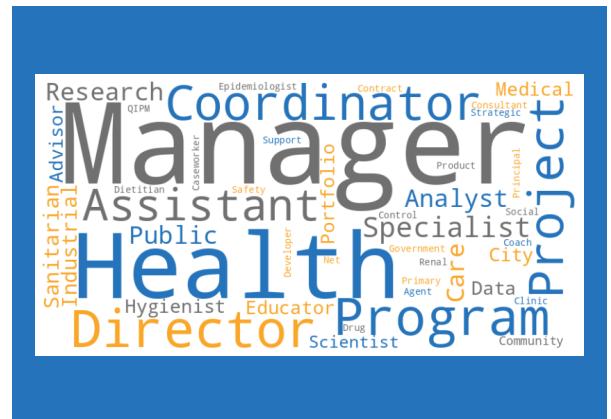 Research
QIPM
Epidemiologist
Coordinator
Contract
Medical
Consultant
Strategic
Advisor
Manager
Support
Caseworker
Product
Project
Principal
Dietitian
Safety
Portfolio
Assistant
Analyst
Sanitarian
Industrial
Public
Control
Specialist
Social
Developer
Government
Coach
Health
Net
Renal
Care
City
Primary
Agent
Data
Clinic
Hygienist
Educator
Director
Drug
Program
Scientist
Community